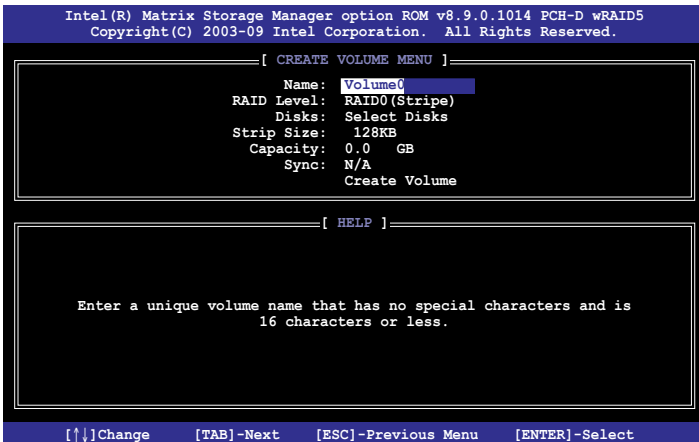 Intel(R) Matrix Storage Manager option ROM v8.9.0.1014 PCH-D wRAID5
Copyright(C) 2003-09 Intel Corporation. All Rights Reserved.
[ CREATE VOLUME MENU ]
Name: Volume0
RAID Level: RAID0(Stripe)
Disks: Select Disks
Strip Size: 128KB
Capacity: 0.0 GB
Sync: N/A
Create Volume
[ HELP ]
Enter a unique volume name that has no special characters and is
16 characters or less.
[↑↓]Change [TAB]-Next [ESC]-Previous Menu [ENTER]-Select